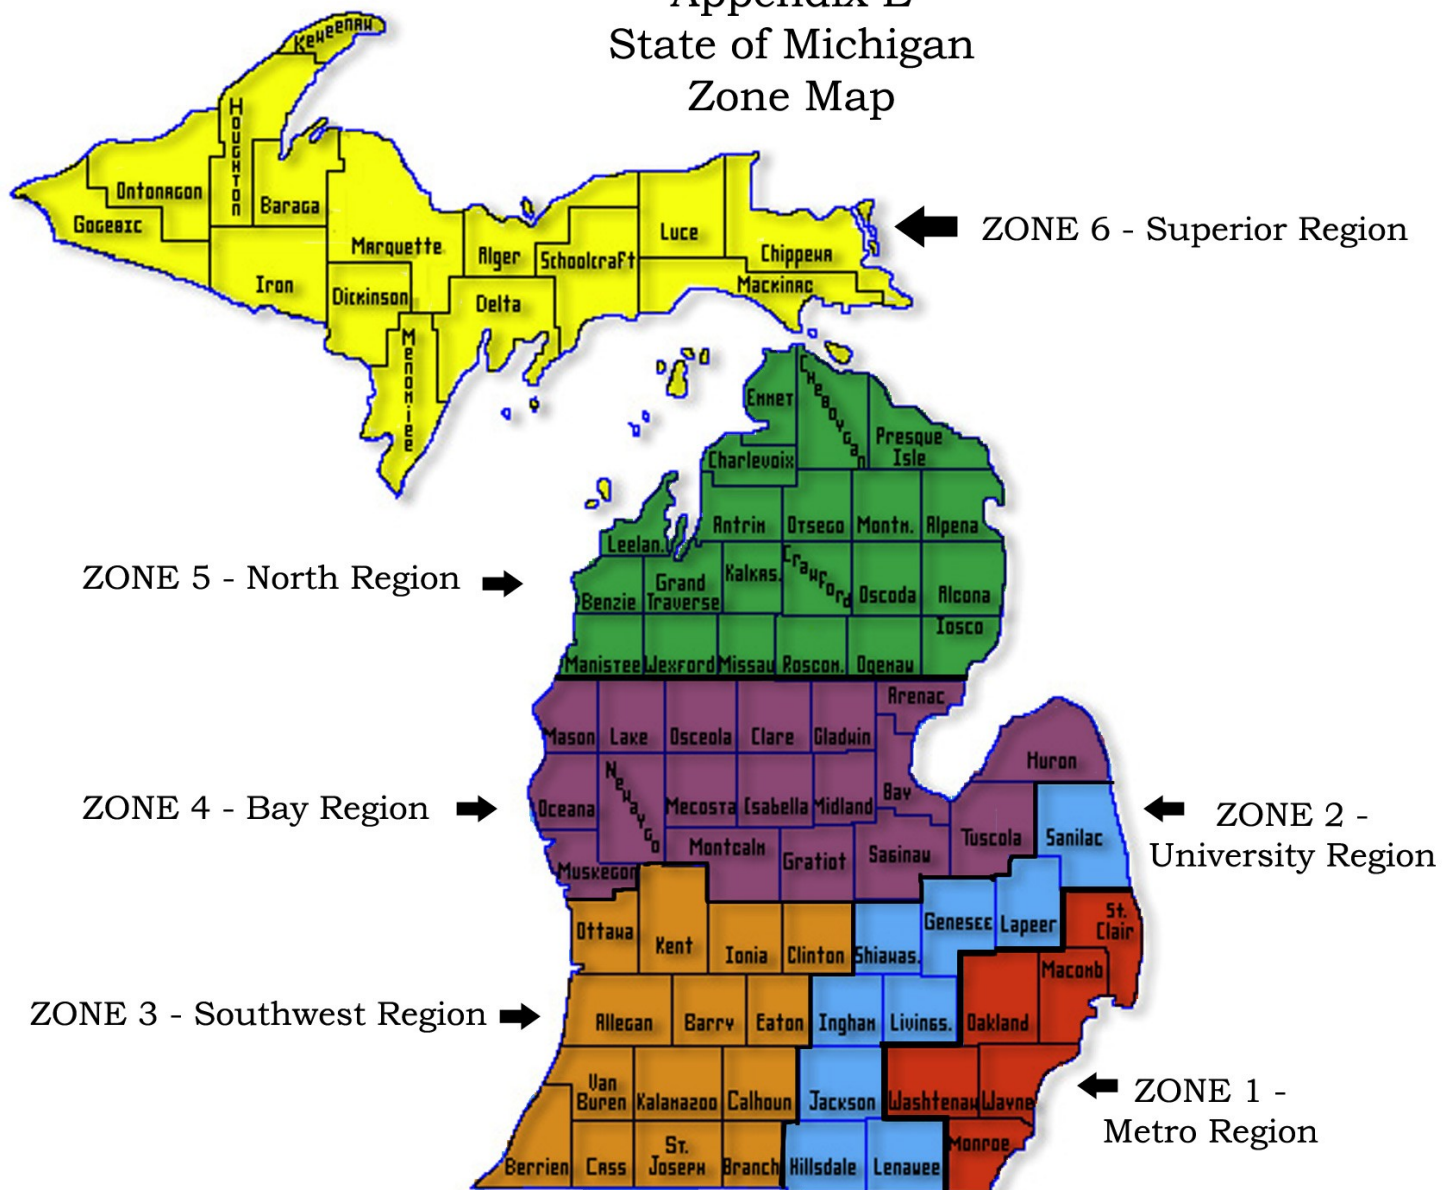 Appendix E
State of Michigan
Zone Map
Keweenaw
Houghton
Ontonagon
Baraga
Gogebic
Marquette
Alger
Schoolcraft
Luce
Chippewa
ZONE 6 - Superior Region
Iron
Dickinson
Delta
Mackinac
Menomiee
Emmet
Cheboygan
Presque
Isle
Charlevoix
Antrim
Otsego
Montm.
Alpena
Leelan.
ZONE 5 - North Region
Benzie
Grand
Traverse
Kalkas.
Crawford
Oscoda
Alcona
Iosco
Manistee
Wexford
Missau
Roscom.
Ogemaw
Arenac
Mason
Lake
Osceola
Clare
Gladwin
Huron
ZONE 4 - Bay Region
Oceana
Newaygo
Mecosta
Isabella
Midland
Bay
Tuscola
Sanilac
ZONE 2 -
University Region
Muskegon
Montcalm
Gratiot
Saginaw
Ottawa
Kent
Ionia
Clinton
Shiawas.
Genesee
Lapeer
St.
Clair
ZONE 3 - Southwest Region
Allegan
Barry
Eaton
Ingham
Livings.
Oakland
Macomb
Van
Buren
Kalamazoo
Calhoun
Jackson
Washtenaw
Wayne
ZONE 1 -
Metro Region
Berrien
Cass
St.
Joseph
Branch
Hillsdale
Lenawee
Monroe